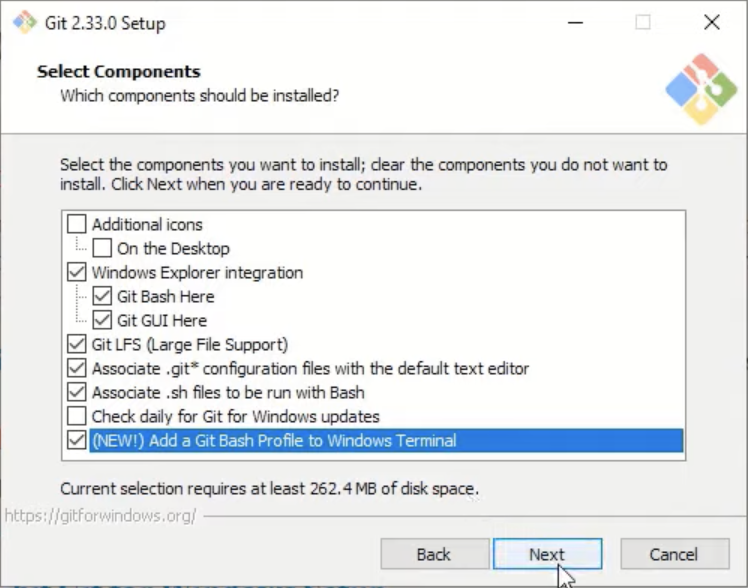 Git 2.33.0 Setup
Select Components
Which components should be installed?
Select the components you want to install; clear the components you do not want to
install. Click Next when you are ready to continue.
Additional icons
On the Desktop
Windows Explorer integration
Git Bash Here
Git GUI Here
Git LFS (Large File Support)
Associate .git* configuration files with the default text editor
Associate .sh files to be run with Bash
Check daily for Git for Windows updates
(NEW!) Add a Git Bash Profile to Windows Terminal
Current selection requires at least 262.4 MB of disk space.
https://gitforwindows.org/
Back Next Cancel